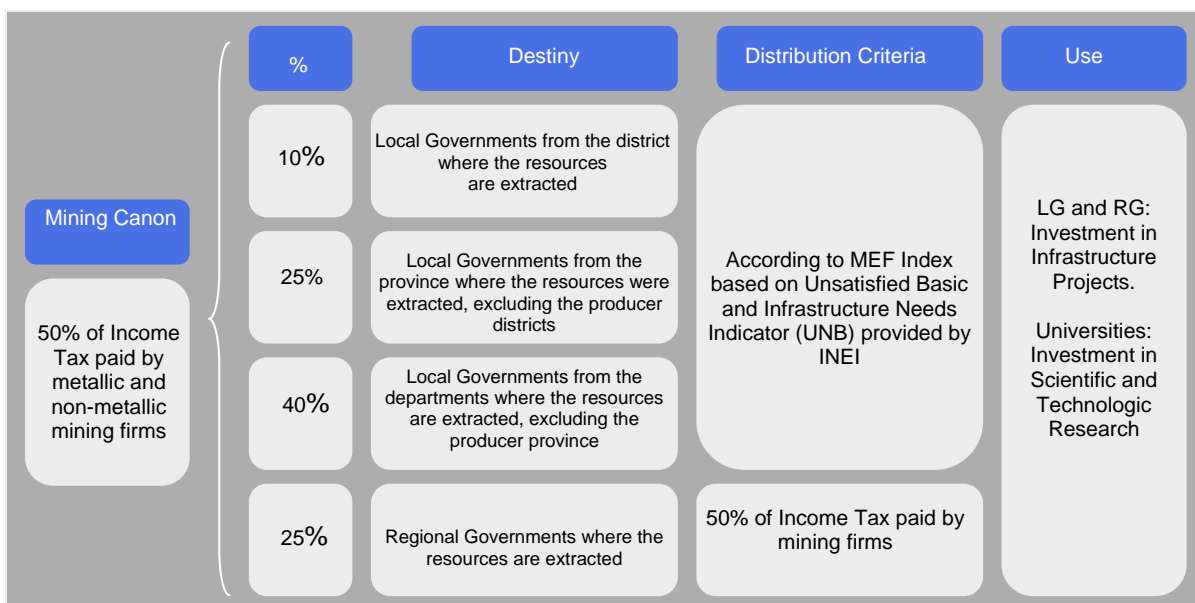 %
Destiny
Distribution Criteria
Use
Mining Canon
50% of Income
Tax paid by
metallic and
non-metallic
mining firms
10%
Local Governments from the district
where the resources
are extracted
25%
Local Governments from the
province where the resources were
extracted, excluding the producer
districts
40%
Local Governments from the
departments where the resources
are extracted, excluding the
producer province
According to MEF Index
based on Unsatisfied Basic
and Infrastructure Needs
Indicator (UNB) provided by
INEI
25%
Regional Governments where the
resources are extracted
50% of Income Tax paid by
mining firms
LG and RG:
Investment in
Infrastructure
Projects.
Universities:
Investment in
Scientific and
Technologic
Research